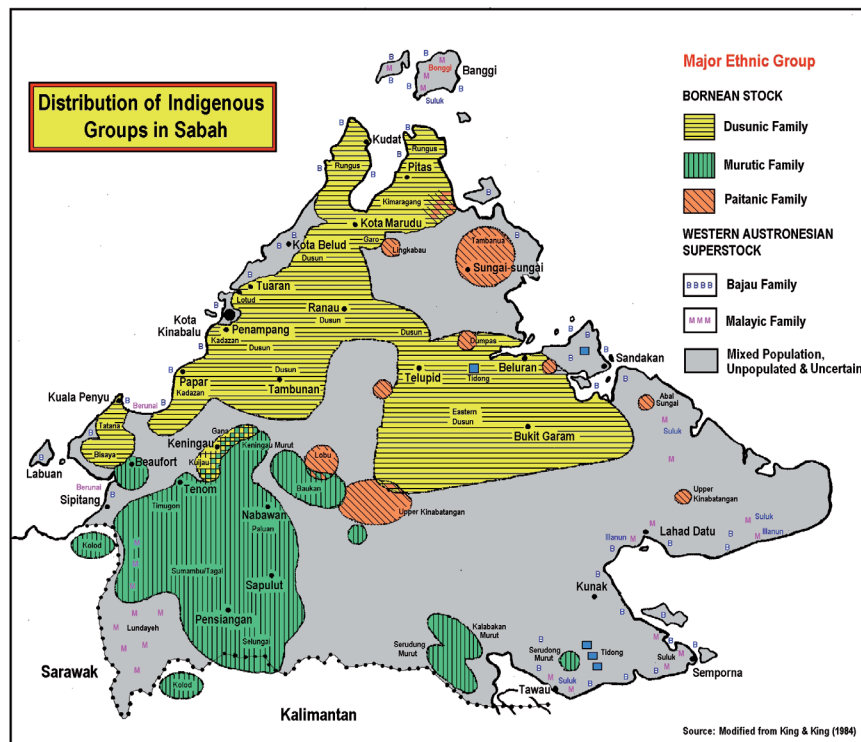 Distribution of Indigenous
Groups in Sabah
Major Ethnic Group
BORNEAN STOCK
Dusunic Family
Murutic Family
Paitanic Family
WESTERN AUSTRONESIAN
SUPERSTOCK
B B B B Bajau Family
M M M Malayic Family
Mixed Population,
Unpopulated & Uncertain
B
B
M
M
Bonggi
Banggi
M
B
B
M
B
Suluk
B
B
Kudat
B
Rungus
Rungus
Pitas
B
Kimaragang
B
Kota Marudu
B
Kota Belud
Garo
Lingkabau
Tambanua
Sungai-sungai
Dusun
Dusun
B
B
Tuaran
Lotud
B
Ranau
Kota
Kinabalu
Penampang
Dusun
Dusun
Kadazan
Dusun
Dumpas
Beluran
B
B
Sandakan
Telupid
Tidong
Papar
Dusun
Kadazan
Tambunan
Kuala Penyu
B
Berunai
B
Tatana
Eastern
Dusun
Bukit Garam
Abai
Sungai
M
Suluk
M
Bisaya
Labuan
Beaufort
Gana
Keningau
Keningau Murut
Kuijau
Lobu
Berunai
Sipitang
B
Tenom
Timugon
Baukan
Nabawan
Paluan
Upper Kinabatangan
Upper
Kinabatangan
M
Kolod
M
M
M
Sumambu/Tagal
Sapulut
Illanun
M
M
B
Lahad Datu
B
M
Suluk
B
M
Illanun
B
Kunak
B
M
M
M
Lundayeh
M
M
M
M
Pensiangan
Selungai
Kalabakan
Murut
Serudung
Murut
B
Serudong
Murut
Tidong
B
M
B
M
Suluk
M
M
B
Semporna
Sarawak
Kolod
Kalimantan
Tawau
M
Suluk
M
B
B
B
Source: Modified from King & King (1984)